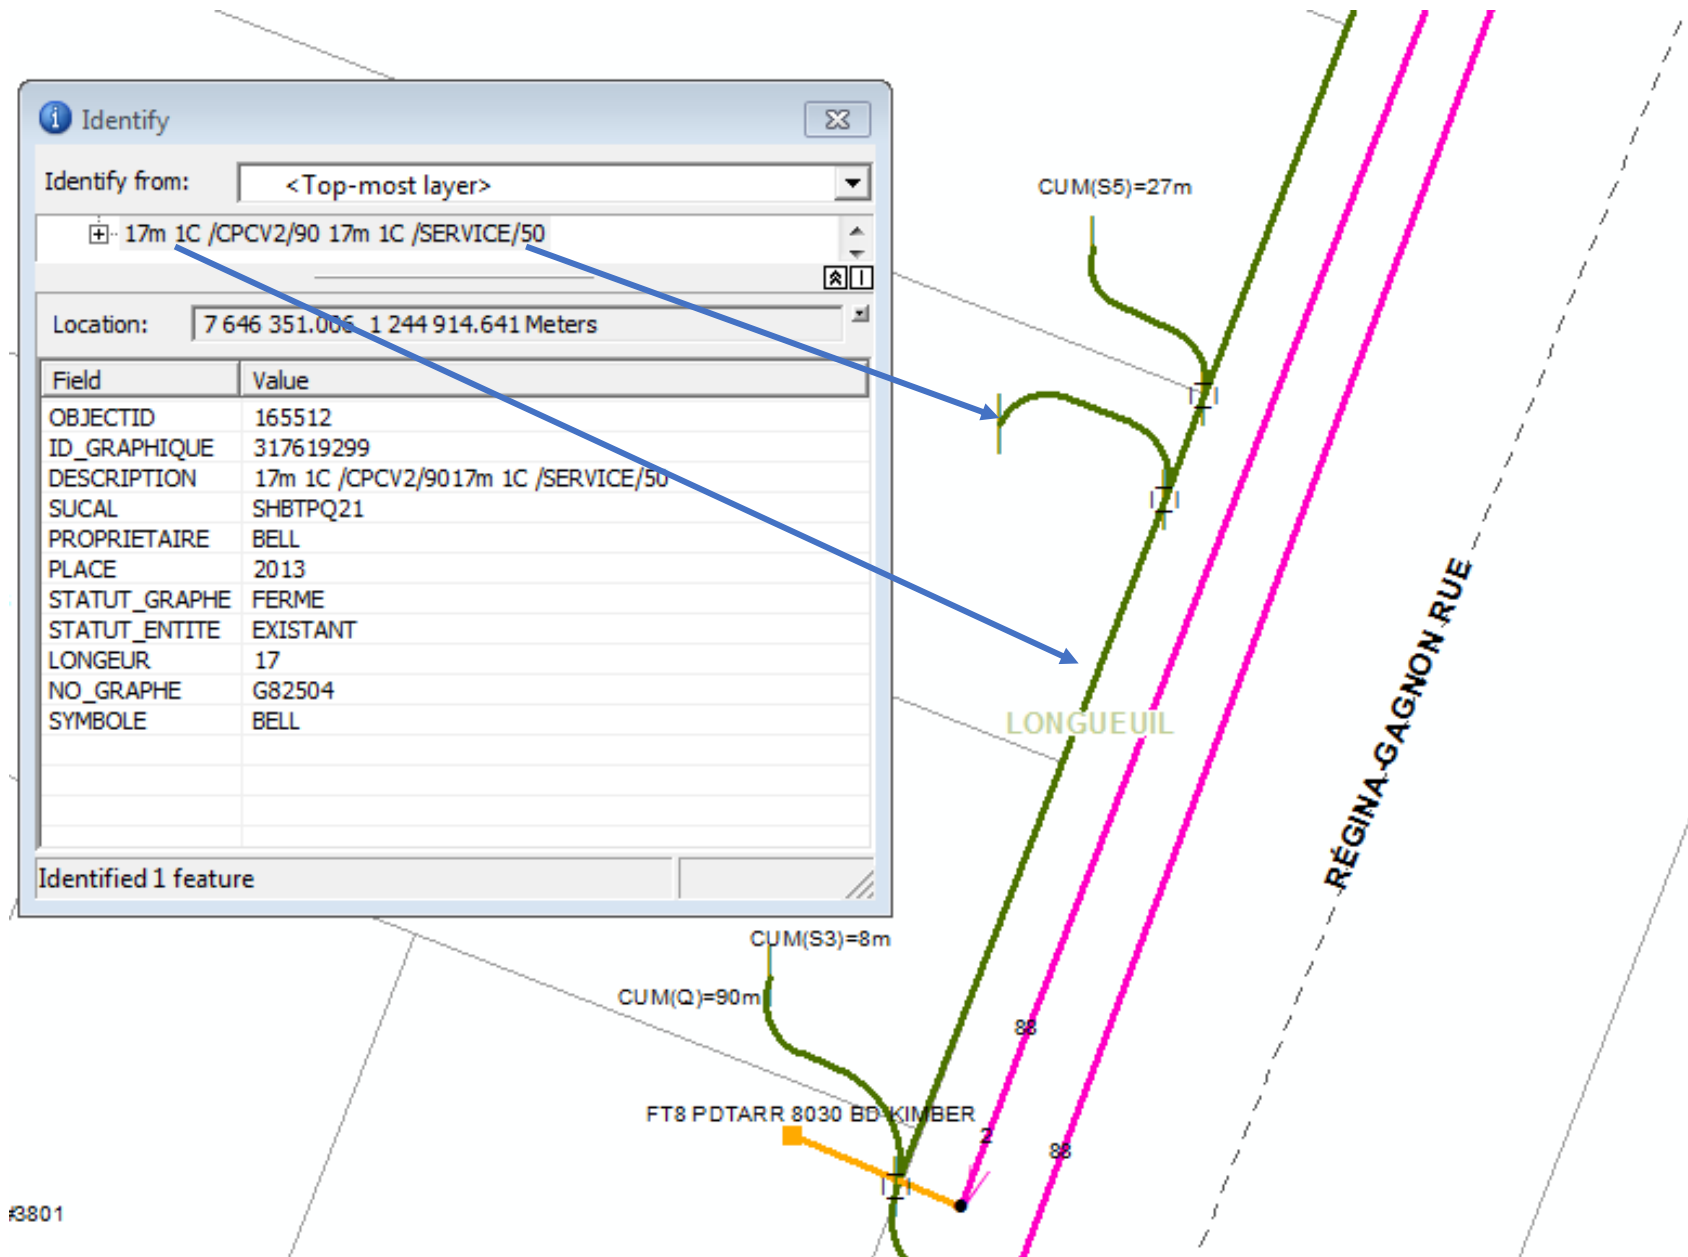 Identify
Identify from:
<Top-most layer>
17m 1C /CPCV2/90 17m 1C /SERVICE/50
Location:
7 646 351.006 1 244 914.641 Meters
Field Value
OBJECTID 165512
ID_GRAPHIQUE 317619299
DESCRIPTION 17m 1C /CPCV2/9017m 1C /SERVICE/50
SUCAL SHBTPQ21
PROPRIETAIRE BELL
PLACE 2013
STATUT_GRAPHE FERME
STATUT_ENTITE EXISTANT
LONGEUR 17
NO_GRAPHE G82504
SYMBOLE BELL
Identified 1 feature
CUM(S5)=27m
LONGUEUIL
RÉGINA-GAGNON RUE
CUM(S3)=8m
CUM(Q)=90m
88
FT8 PDTARR 8030 BD-KIMBER
2
88
#3801